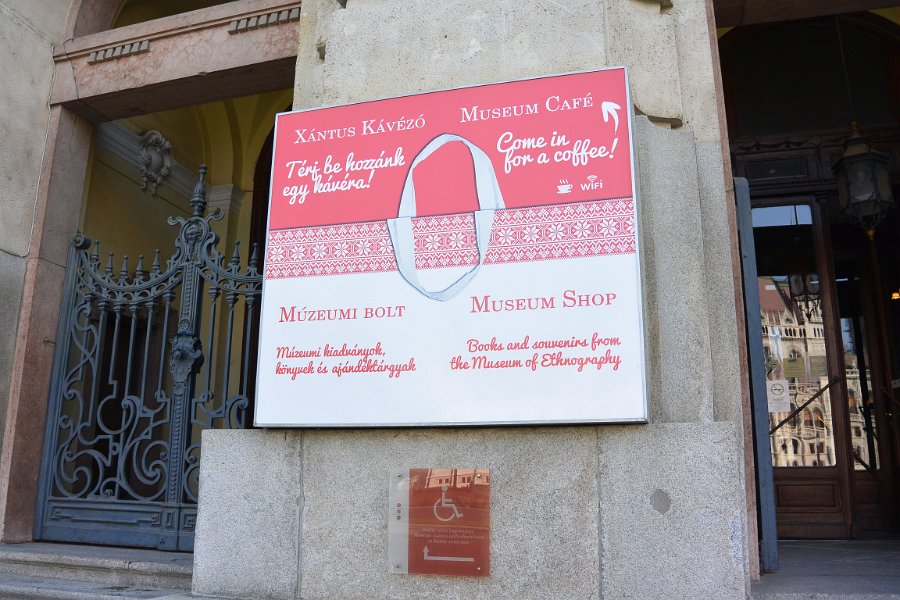 XÁNTUS KÁVÉZÓ
MUSEUM CAFÉ
Térj be hozzánk
egy kávéra!
Come in
for a coffee!
WiFi
MÚZEUMI BOLT
MUSEUM SHOP
Múzeumi kiadványok,
könyvek és ajándéktárgyak
Books and souvenirs from
the Museum of Ethnography